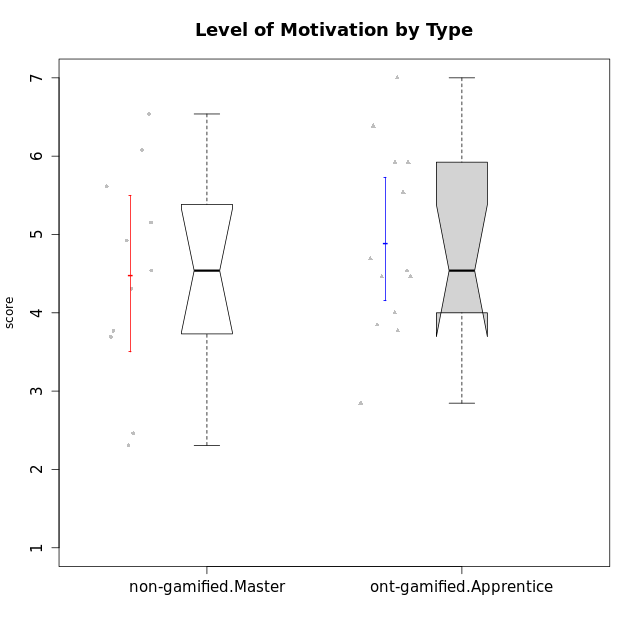 Level of Motivation by Type
7
6
5
4
3
2
1
score
non-gamified.Master
ont-gamified.Apprentice